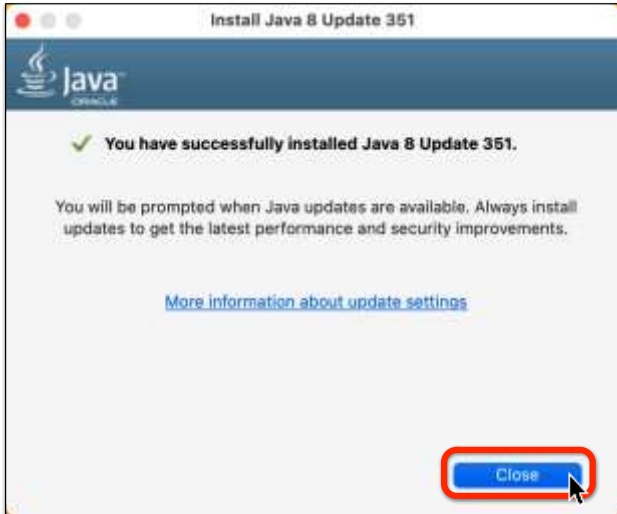 Install Java 8 Update 351
Java
ORACLE
You have successfully installed Java 8 Update 351.
You will be prompted when Java updates are available. Always install
updates to get the latest performance and security improvements.
More information about update settings
Close